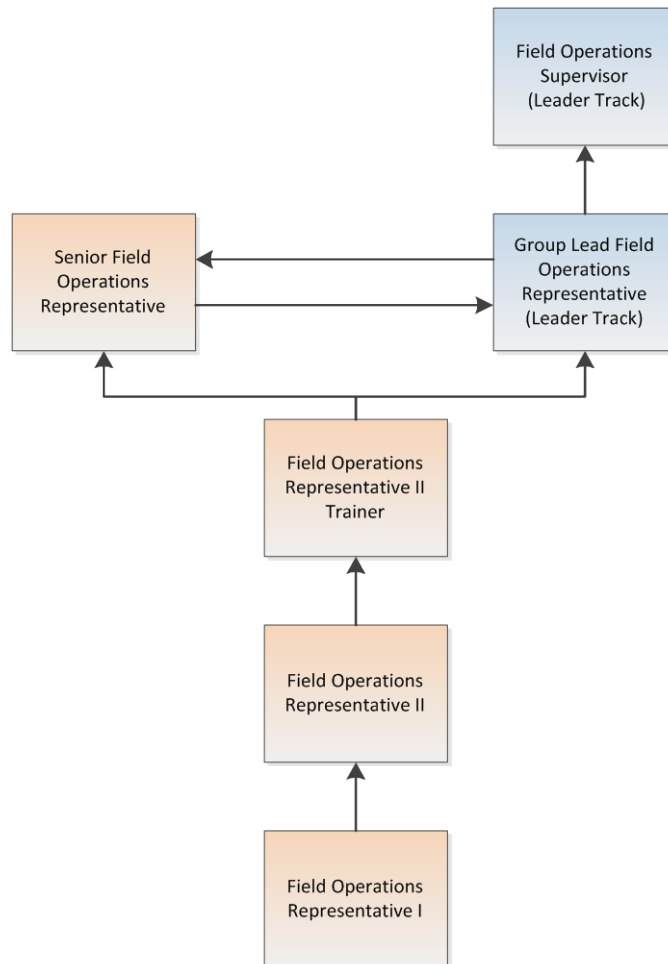 Field Operations
Supervisor
(Leader Track)
Senior Field
Operations
Representative
Group Lead Field
Operations
Representative
(Leader Track)
Field Operations
Representative II
Trainer
Field Operations
Representative II
Field Operations
Representative I